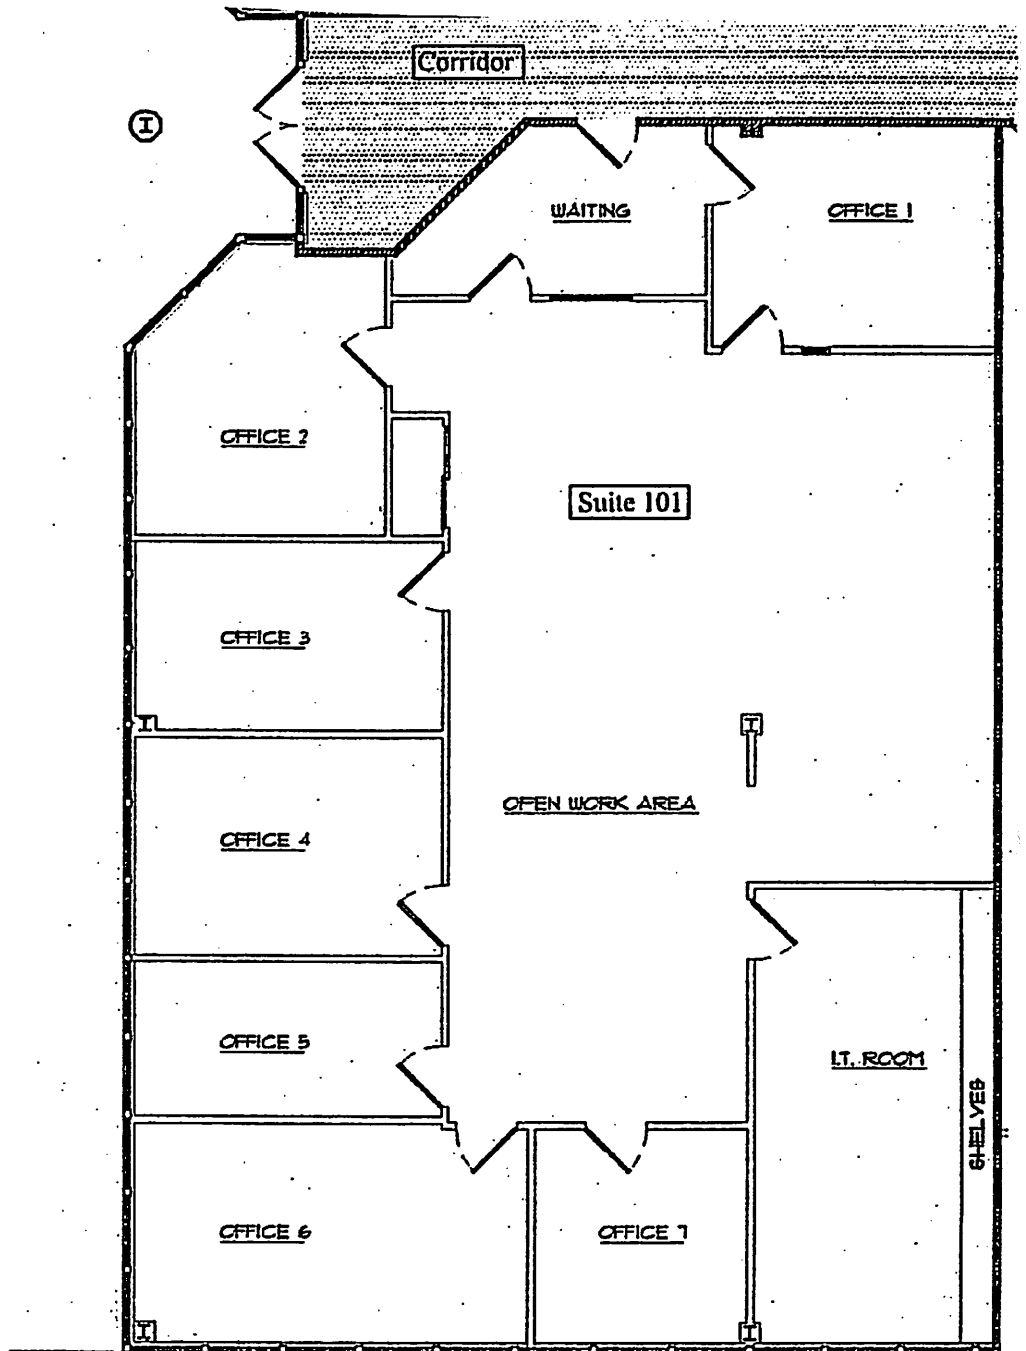 Corridor
I
WAITING
OFFICE 1
OFFICE 2
Suite 101
OFFICE 3
I
I
OPEN WORK AREA
OFFICE 4
OFFICE 5
I.T. ROOM
SHELVES
OFFICE 6
OFFICE 7
I
I